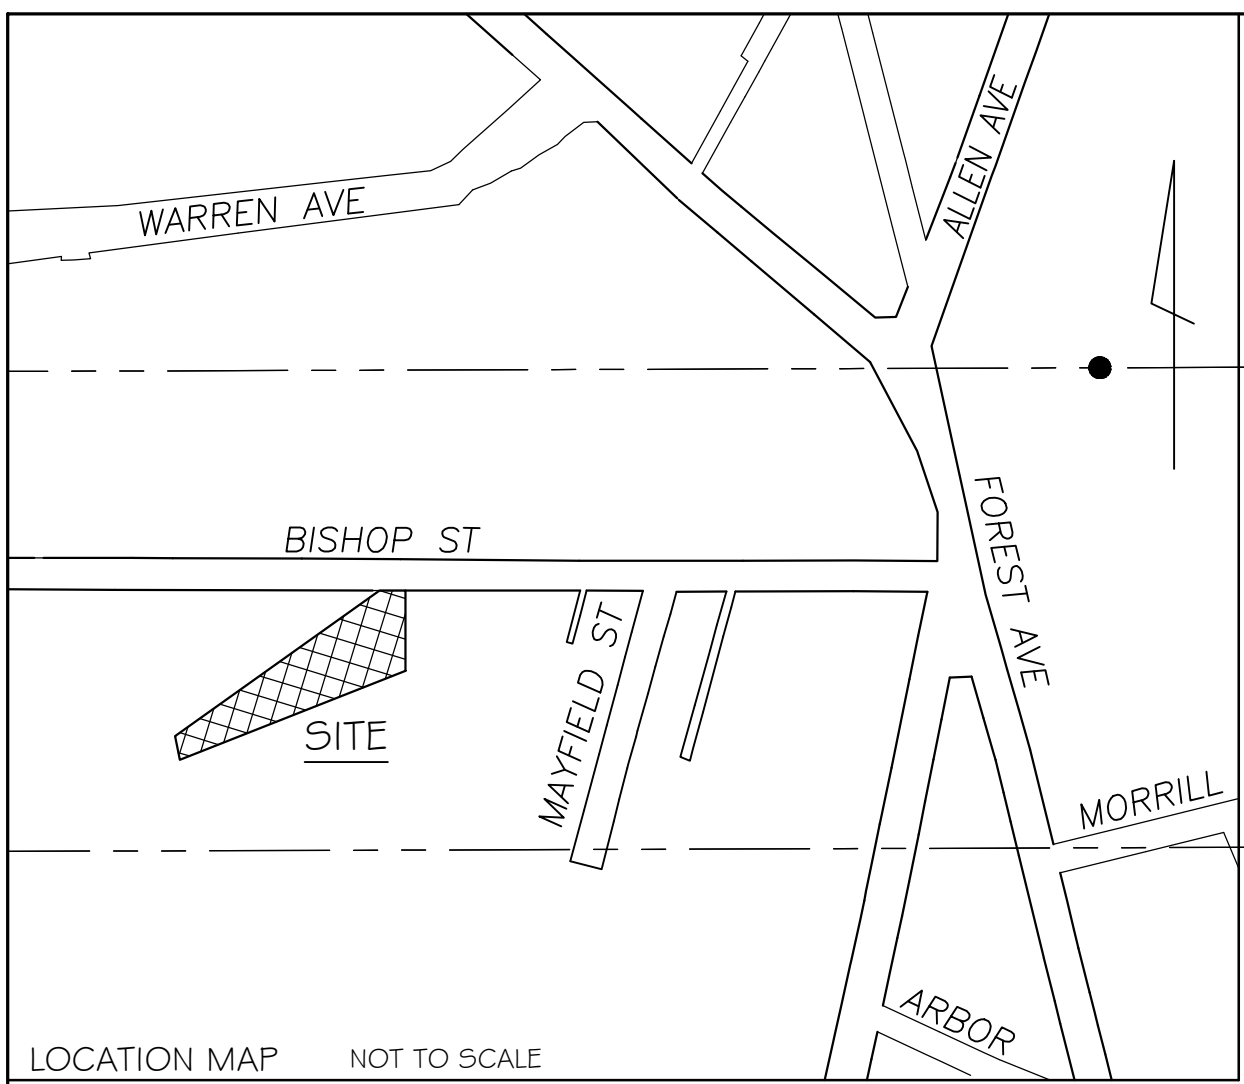 ALLEN AVE
WARREN AVE
BISHOP ST
FOREST AVE
MAYFIELD ST
SITE
MORRILL
ARBOR
LOCATION MAP NOT TO SCALE